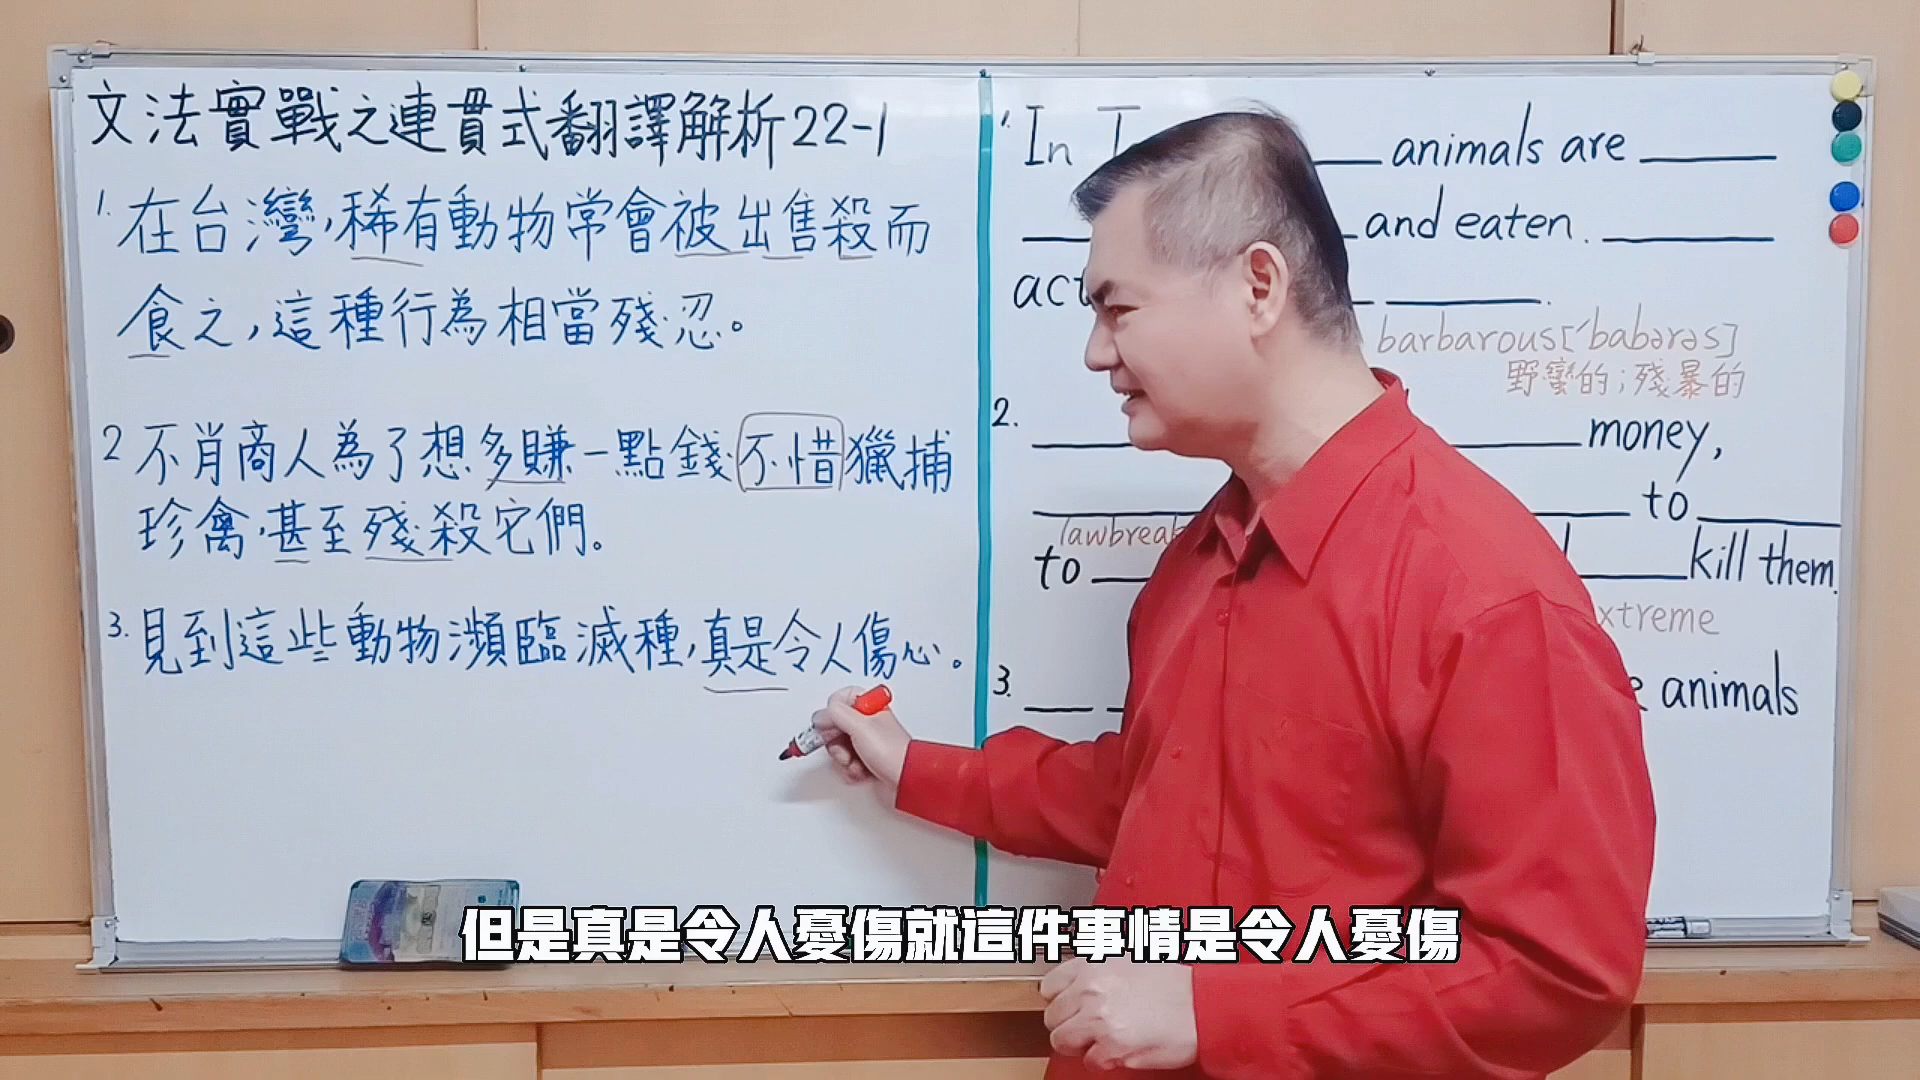 文法實戰之連貫式翻譯解析22-1
1. 在台灣,稀有動物常會被出售殺而
食之,這種行為相當殘忍。
2 不肖商人為了想多賺一點錢不惜獵捕
珍禽,甚至殘殺它們。
3. 見到這些動物瀕臨滅種,真是令人傷心。
1. In T animals are
and eaten.
act
barbarous[ˊbabərəs]
野蠻的;殘暴的
2. money,
to
lawbreak
to kill them.
xtreme
3. animals
但是真是令人憂傷就這件事情是令人憂傷